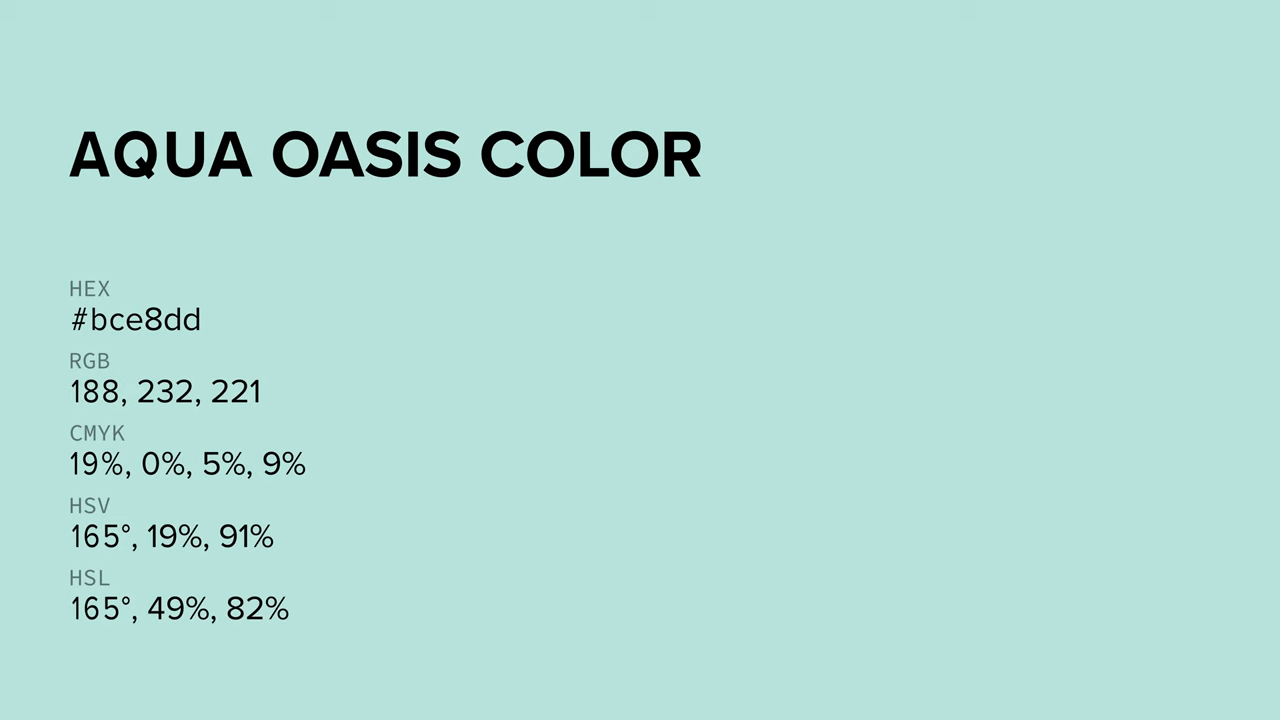 AQUA OASIS COLOR
HEX
#bce8dd
RGB
188, 232, 221
CMYK
19%, 0%, 5%, 9%
HSV
165°, 19%, 91%
HSL
165°, 49%, 82%